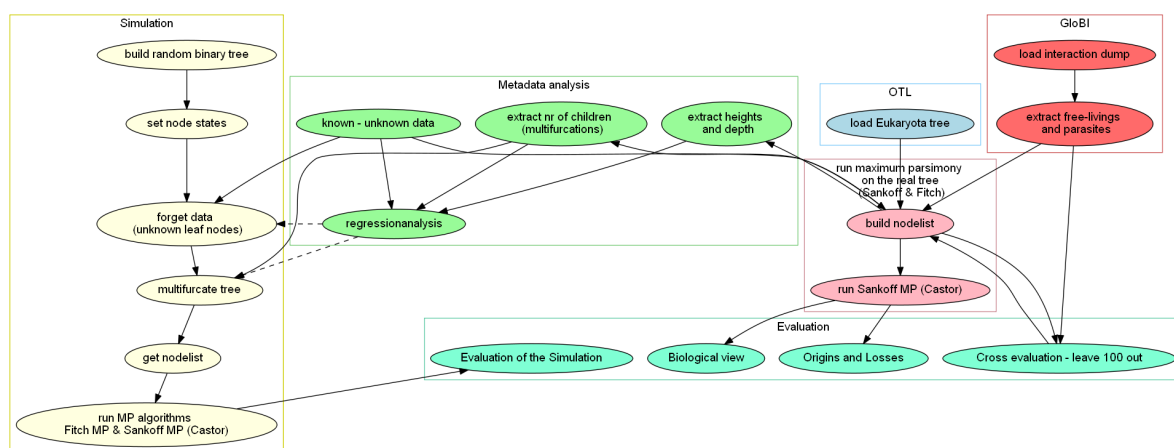 Simulation
build random binary tree
set node states
forget data
(unknown leaf nodes)
multifurcate tree
get nodelist
run MP algorithms
Fitch MP & Sankoff MP (Castor)
Metadata analysis
known - unknown data
extract nr of children
(multifurcations)
extract heights
and depth
regressionanalysis
OTL
load Eukaryota tree
GloBI
load interaction dump
extract free-livings
and parasites
run maximum parsimony
on the real tree
(Sankoff & Fitch)
build nodelist
run Sankoff MP (Castor)
Evaluation
Evaluation of the Simulation
Biological view
Origins and Losses
Cross evaluation - leave 100 out